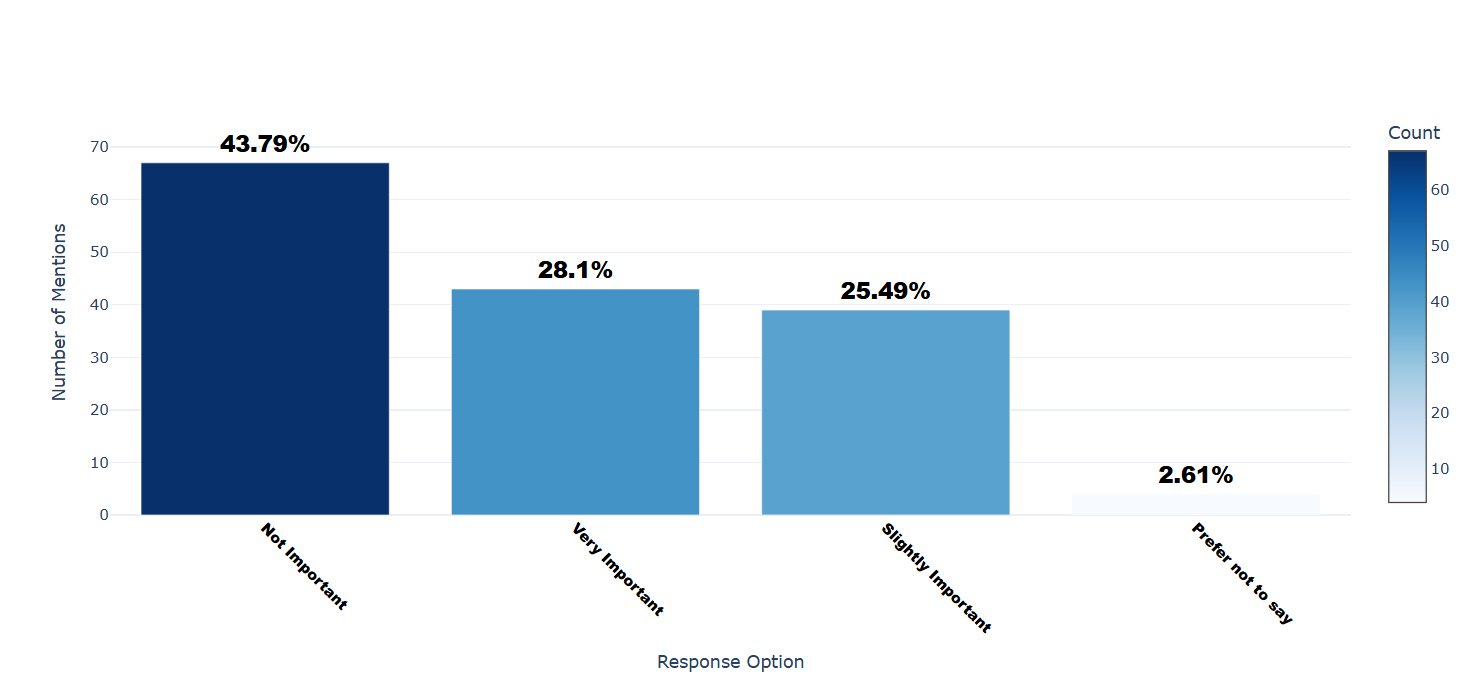 Count
70
60
50
40
30
20
10
0
Number of Mentions
43.79%
28.1%
25.49%
2.61%
Not Important
Very Important
Slightly Important
Prefer not to say
Response Option
60
50
40
30
20
10